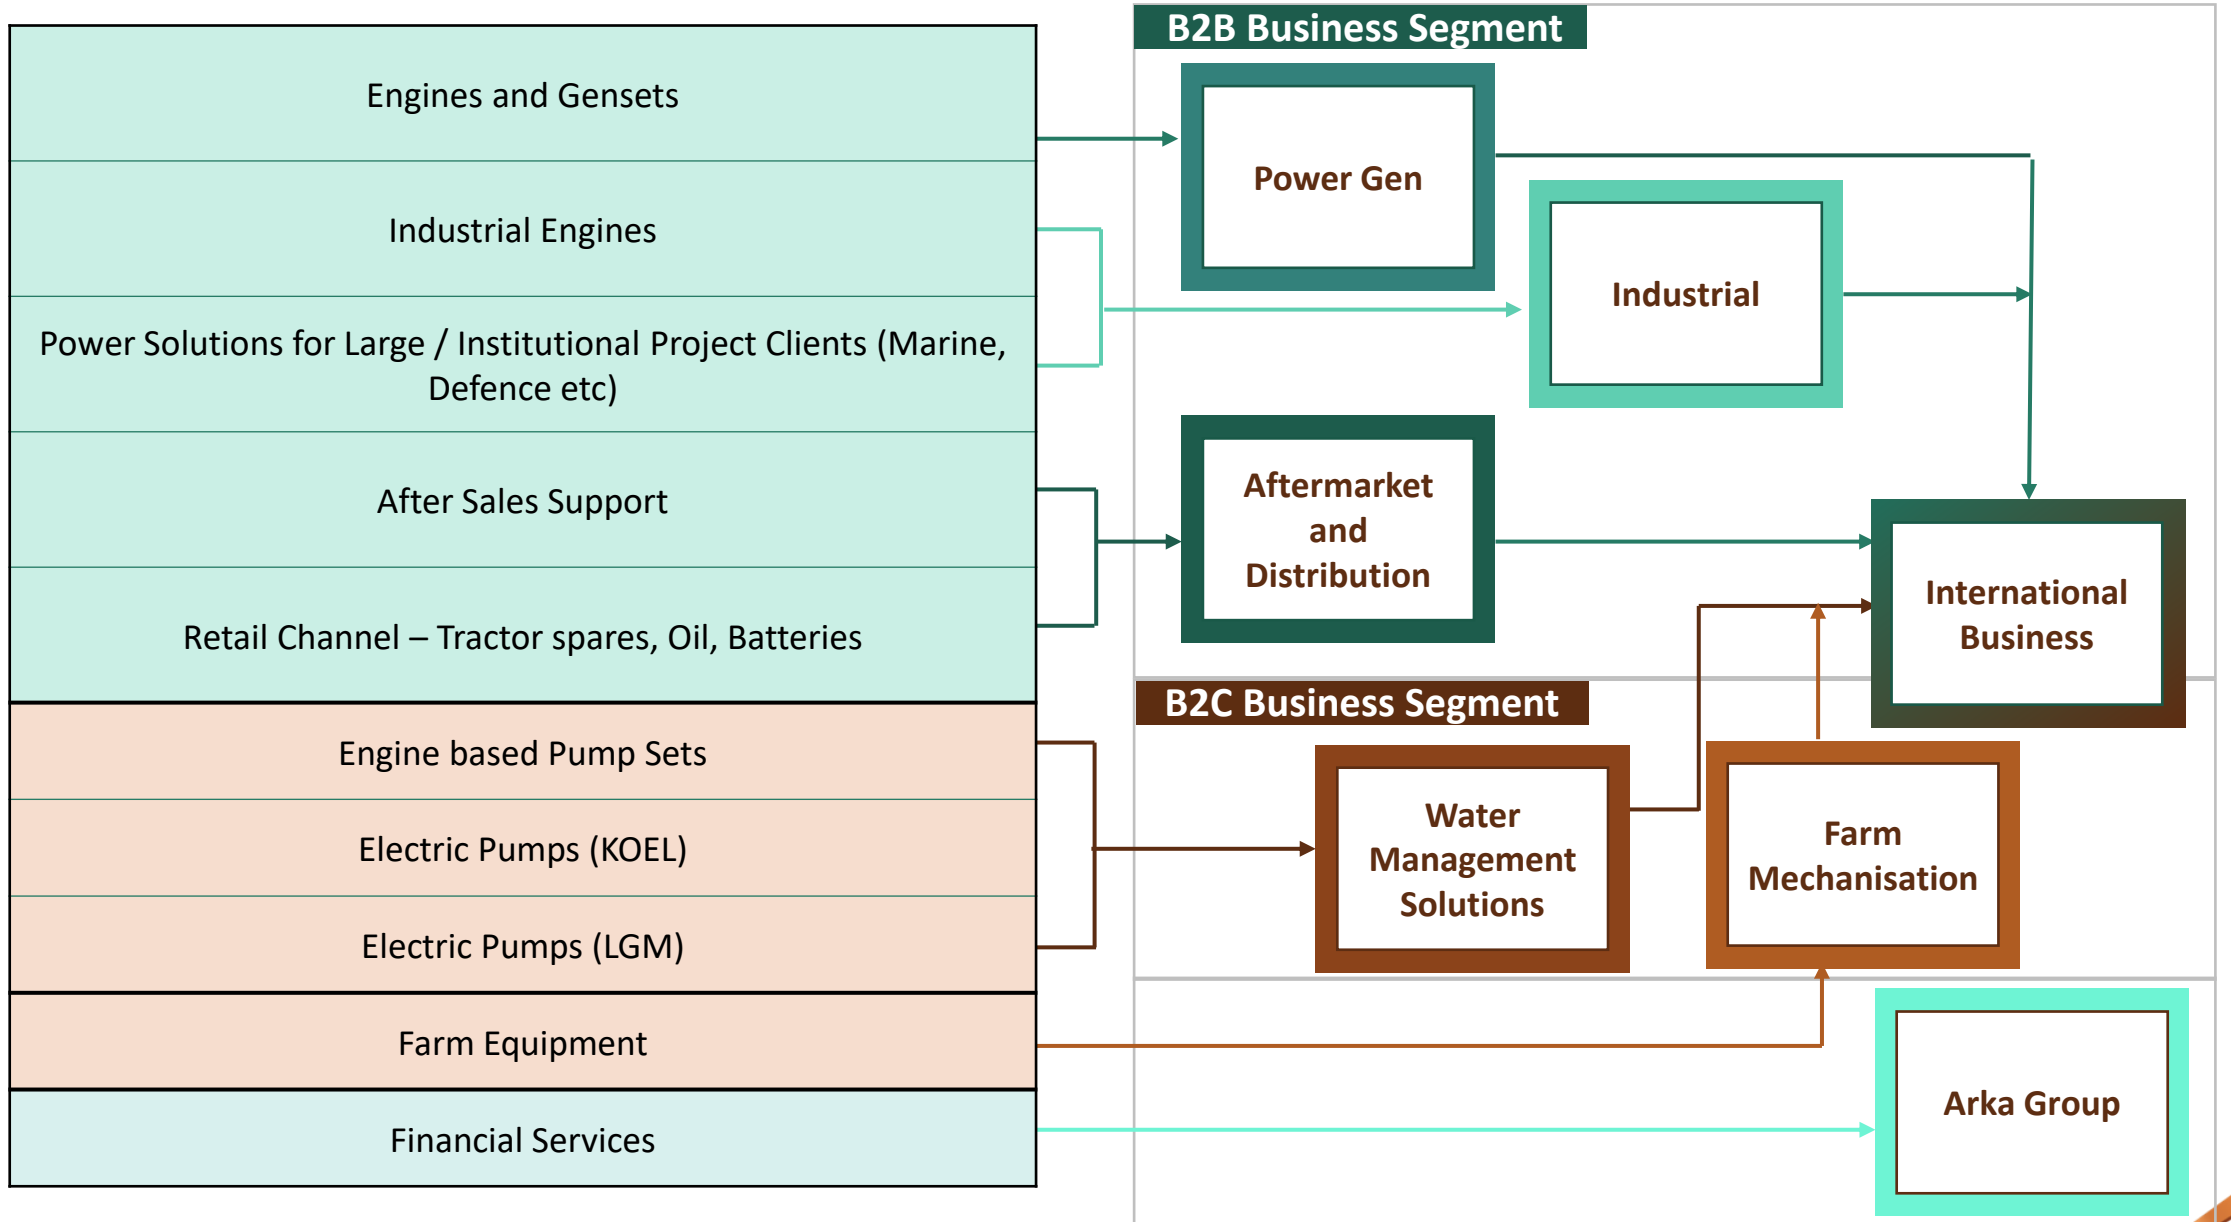 Engines and Gensets
Industrial Engines
Power Solutions for Large / Institutional Project Clients (Marine,
Defence etc)
After Sales Support
Retail Channel – Tractor spares, Oil, Batteries
Engine based Pump Sets
Electric Pumps (KOEL)
Electric Pumps (LGM)
Farm Equipment
Financial Services
B2B Business Segment
Power Gen
Industrial
Aftermarket
and
Distribution
International
Business
B2C Business Segment
Water
Management
Solutions
Farm
Mechanisation
Arka Group